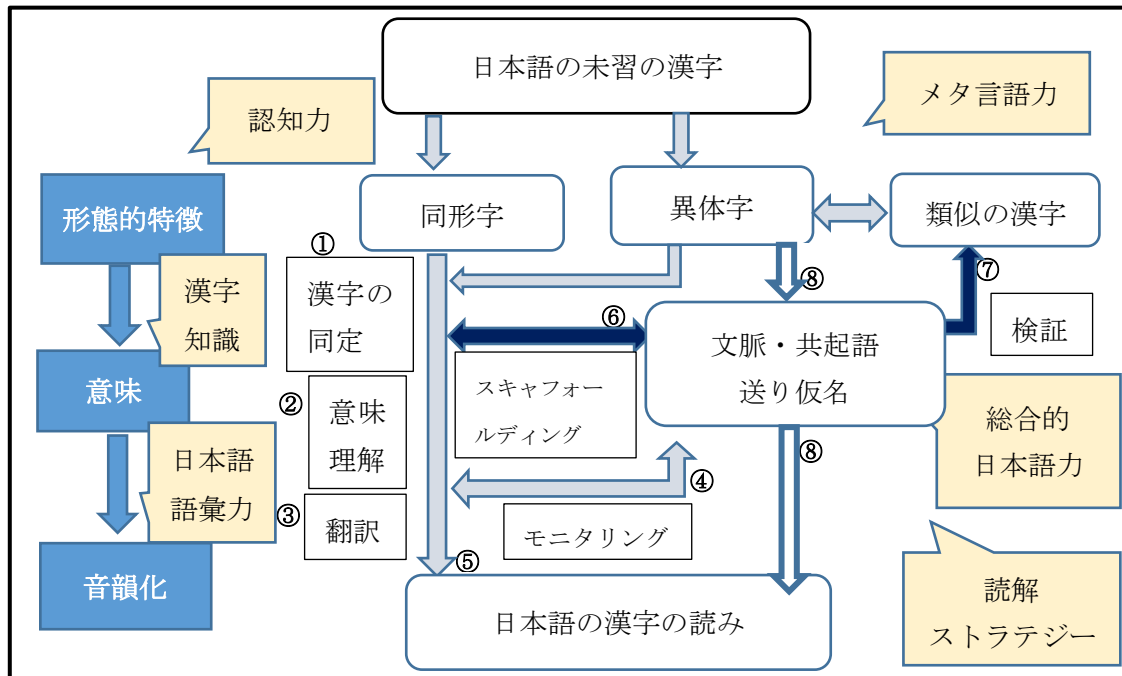 日本語の未習の漢字
認知力
メタ言語力
形態的特徴
同形字
異体字
類似の漢字
①
漢字の
同定
漢字
知識
⑧
⑦
検証
⑥
文脈・共起語
送り仮名
スキャフォー
ルディング
意味
②
意味
理解
総合的
日本語力
日本語
語彙力
③
翻訳
④
モニタリング
⑧
⑤
音韻化
日本語の漢字の読み
読解
ストラテジー